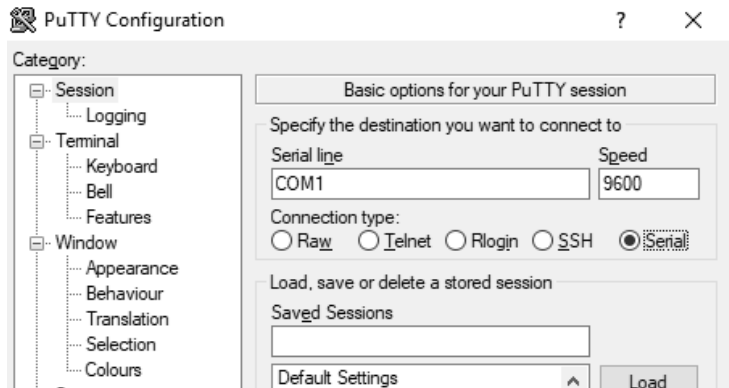 PuTTY Configuration ? ×
Category:
Session
Logging
Terminal
Keyboard
Bell
Features
Window
Appearance
Behaviour
Translation
Selection
Colours
Basic options for your PuTTY session
Specify the destination you want to connect to
Serial line Speed
COM1 9600
Connection type:
Raw Telnet Rlogin SSH Serial
Load, save or delete a stored session
Saved Sessions
Default Settings Load